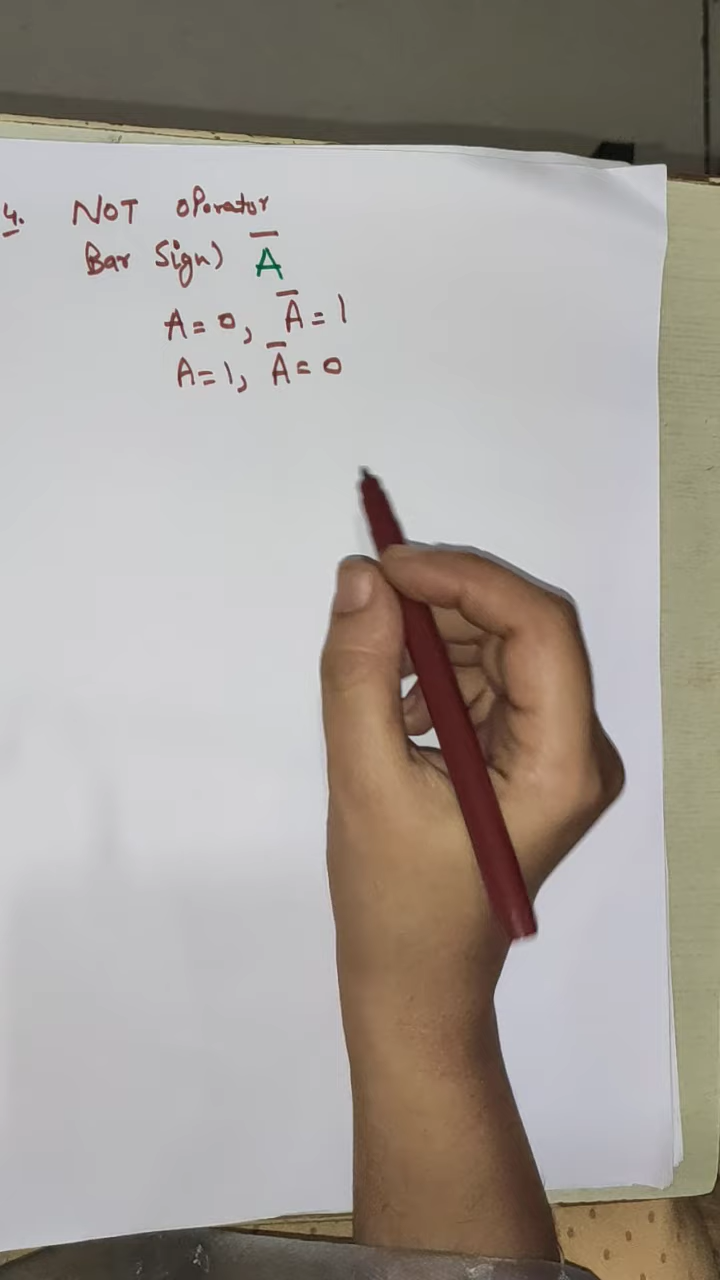 4. NOT operator
Bar Sign) A̅
A=0, A̅=1
A=1, A̅=0